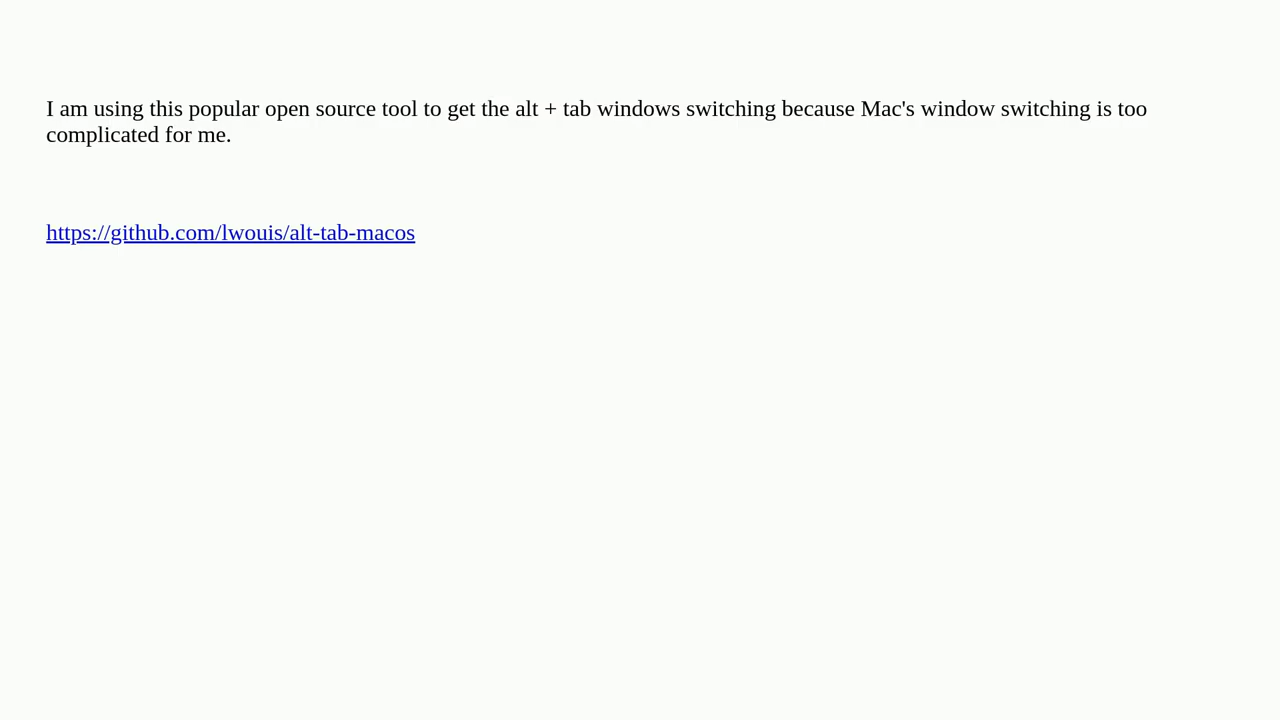 I am using this popular open source tool to get the alt + tab windows switching because Mac's window switching is too
complicated for me.
https://github.com/lwouis/alt-tab-macos